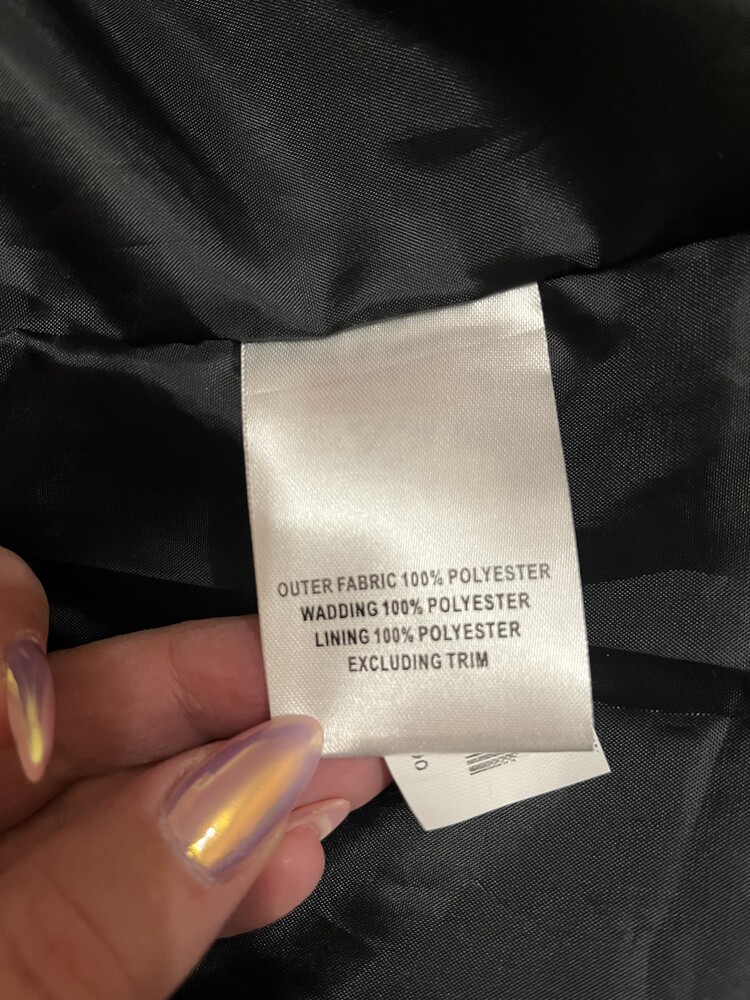 OUTER FABRIC 100% POLYESTER
WADDING 100% POLYESTER
LINING 100% POLYESTER
EXCLUDING TRIM